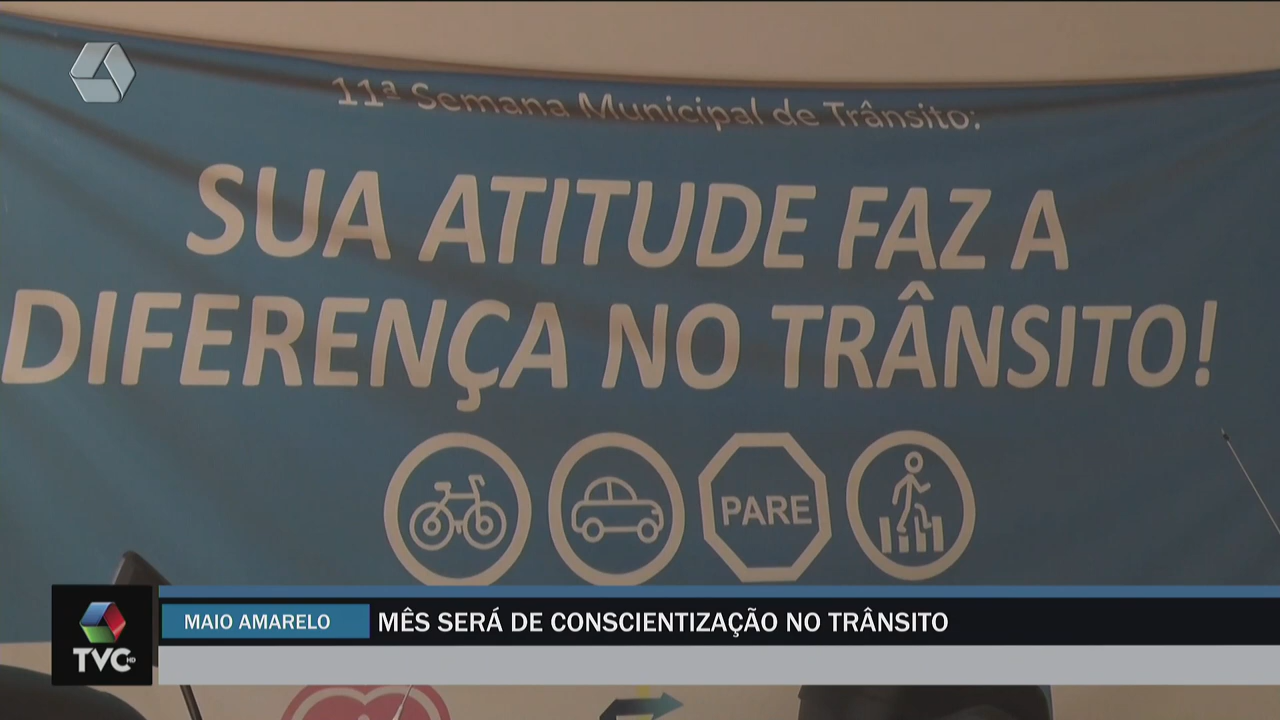 11ª Semana Municipal de Trânsito:
SUA ATITUDE FAZ A
DIFERENÇA NO TRÂNSITO!
PARE
MAIO AMARELO
MÊS SERÁ DE CONSCIENTIZAÇÃO NO TRÂNSITO
TVC HD